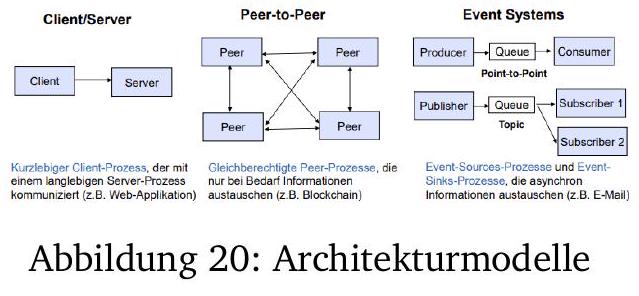 Client/Server
Client
Server
Kurzlebiger Client-Prozess, der mit
einem langlebigen Server-Prozess
kommuniziert (z.B. Web-Applikation)
Peer-to-Peer
Peer
Peer
Peer
Peer
Gleichberechtigte Peer-Prozesse, die
nur bei Bedarf Informationen
austauschen (z.B. Blockchain)
Event Systems
Producer
Queue
Consumer
Point-to-Point
Publisher
Queue
Subscriber 1
Topic
Subscriber 2
Event-Sources-Prozesse und Event-
Sinks-Prozesse, die asynchron
Informationen austauschen (z.B. E-Mail)
Abbildung 20: Architekturmodelle